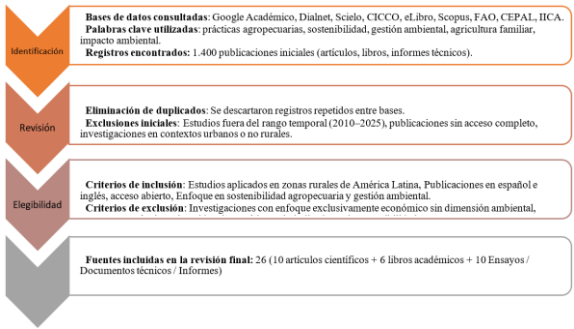 Identificación
Bases de datos consultadas: Google Académico, Dialnet, Scielo, CICCO, eLibro, Scopus, FAO, CEPAL, IICA.
Palabras clave utilizadas: prácticas agropecuarias, sostenibilidad, gestión ambiental, agricultura familiar,
impacto ambiental.
Registros encontrados: 1.400 publicaciones iniciales (artículos, libros, informes técnicos).
Revisión
Eliminación de duplicados: Se descartaron registros repetidos entre bases.
Exclusiones iniciales: Estudios fuera del rango temporal (2010–2025), publicaciones sin acceso completo,
investigaciones en contextos urbanos o no rurales.
Elegibilidad
Criterios de inclusión: Estudios aplicados en zonas rurales de América Latina, Publicaciones en español e
inglés, acceso abierto, Enfoque en sostenibilidad agropecuaria y gestión ambiental.
Criterios de exclusión: Investigaciones con enfoque exclusivamente económico sin dimensión ambiental,
Fuentes incluidas en la revisión final: 26 (10 artículos científicos + 6 libros académicos + 10 Ensayos /
Documentos técnicos / Informes)